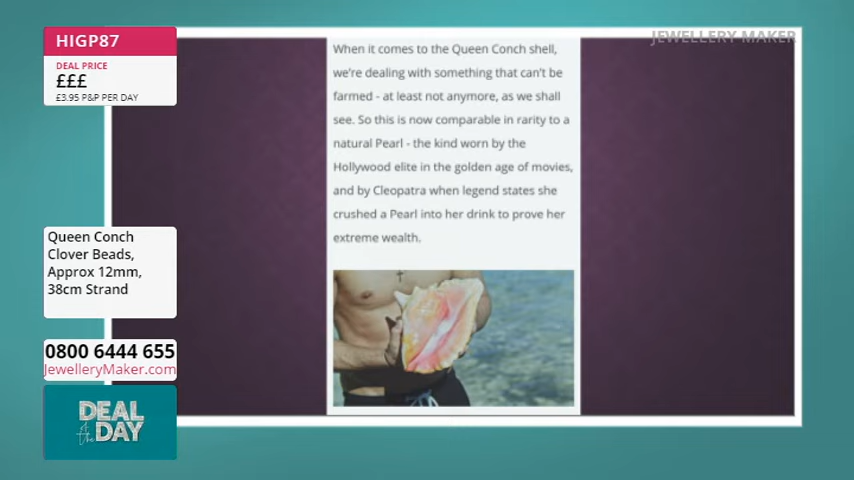 HIGP87
DEAL PRICE
£££
£3.95 P&P PER DAY
JEWELLERY MAKER
When it comes to the Queen Conch shell,
we're dealing with something that can't be
farmed - at least not anymore, as we shall
see. So this is now comparable in rarity to a
natural Pearl - the kind worn by the
Hollywood elite in the golden age of movies,
and by Cleopatra when legend states she
crushed a Pearl into her drink to prove her
extreme wealth.
Queen Conch
Clover Beads,
Approx 12mm,
38cm Strand
0800 6444 655
JewelleryMaker.com
DEAL
of the
DAY